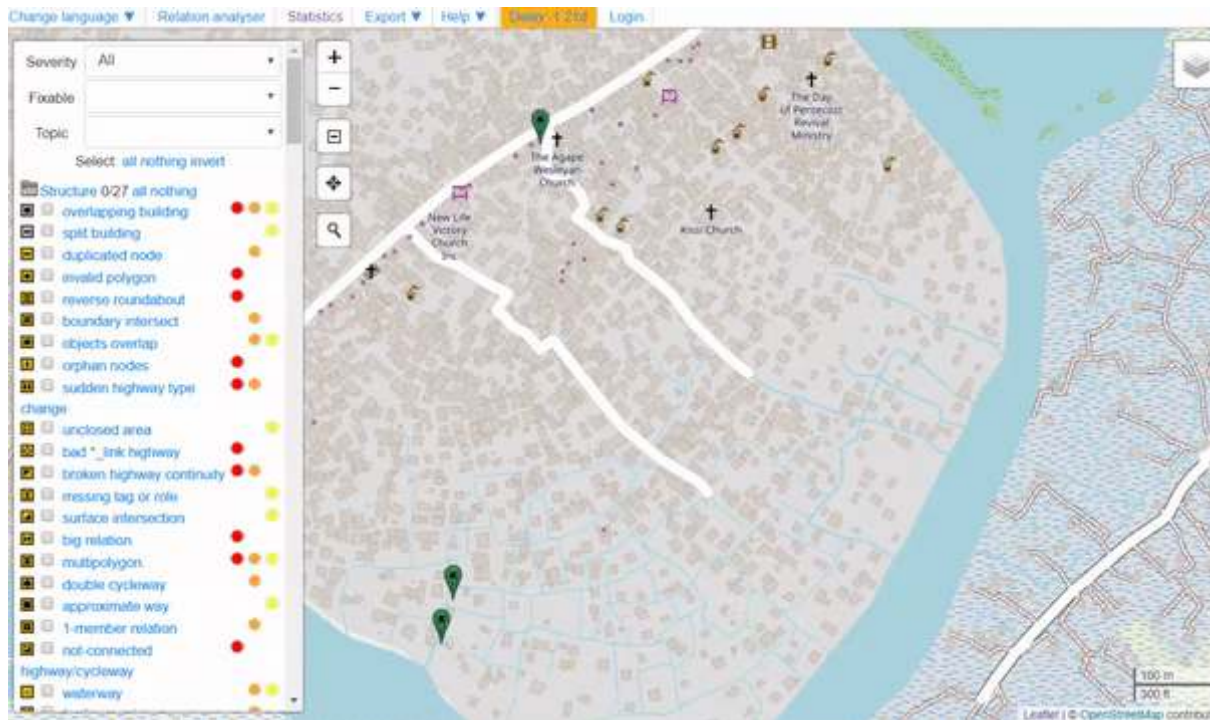 Change language ▼ Relation analyser Statistics Export ▼ Help ▼ Delay: 1.21d Login
Severity All
Fixable
Topic
Select all nothing invert
Structure 0/27 all nothing
overlapping building
split building
duplicated node
invalid polygon
reverse roundabout
boundary intersect
objects overlap
orphan nodes
sudden highway type
change
unclosed area
bad *_link highway
broken highway continuity
missing tag or role
surface intersection
big relation
multipolygon
double cycleway
approximate way
1-member relation
not-connected
highway/cycleway
waterway
+
−
The Day
Of Pentecost
Revival
Ministry
The Agape
Wesleyan
Church
New Life
Victory
Church
Inc
Church
100 m
300 ft
Leaflet | © OpenStreetMap contribut